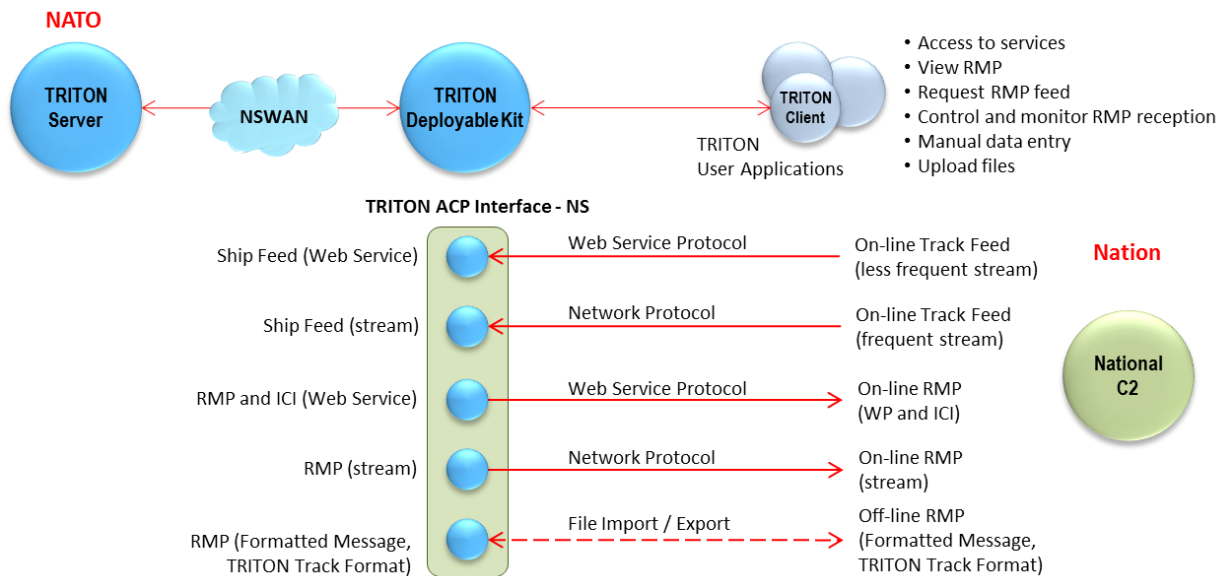 NATO
TRITON
Server
NSWAN
TRITON
Deployable Kit
TRITON
Client
TRITON
User Applications
• Access to services
• View RMP
• Request RMP feed
• Control and monitor RMP reception
• Manual data entry
• Upload files
TRITON ACP Interface - NS
Ship Feed (Web Service)
Web Service Protocol
On-line Track Feed
(less frequent stream)
Nation
Ship Feed (stream)
Network Protocol
On-line Track Feed
(frequent stream)
National
C2
RMP and ICI (Web Service)
Web Service Protocol
On-line RMP
(WP and ICI)
RMP (stream)
Network Protocol
On-line RMP
(stream)
RMP (Formatted Message,
TRITON Track Format)
File Import / Export
Off-line RMP
(Formatted Message,
TRITON Track Format)